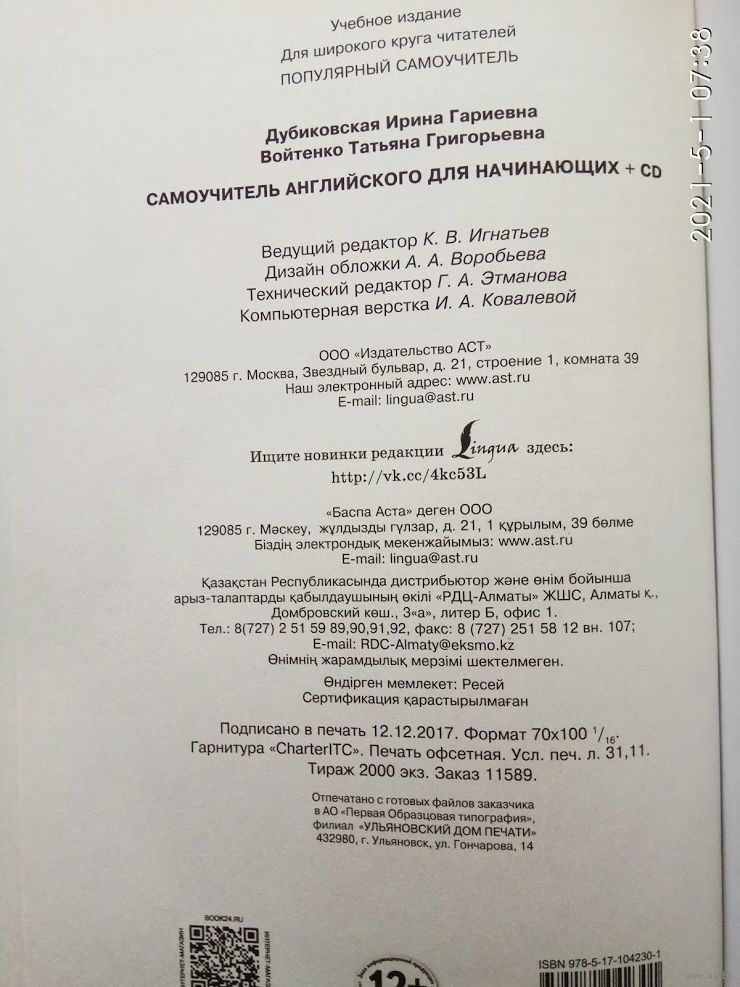 Учебное издание
Для широкого круга читателей
ПОПУЛЯРНЫЙ САМОУЧИТЕЛЬ
Дубиковская Ирина Гариевна
Войтенко Татьяна Григорьевна
САМОУЧИТЕЛЬ АНГЛИЙСКОГО ДЛЯ НАЧИНАЮЩИХ + CD
Ведущий редактор К. В. Игнатьев
Дизайн обложки А. А. Воробьева
Технический редактор Г. А. Этманова
Компьютерная верстка И. А. Ковалевой
ООО «Издательство АСТ»
129085 г. Москва, Звездный бульвар, д. 21, строение 1, комната 39
Наш электронный адрес: www.ast.ru
E-mail: lingua@ast.ru
Ищите новинки редакции Lingua здесь:
http://vk.cc/4kc53L
«Баспа Аста» деген ООО
129085 г. Мәскеу, жұлдызды гүлзар, д. 21, 1 құрылым, 39 бөлме
Біздің электрондық мекенжайымыз: www.ast.ru
E-mail: lingua@ast.ru
Қазақстан Республикасында дистрибьютор және өнім бойынша
арыз-талаптарды қабылдаушының өкілі «РДЦ-Алматы» ЖШС, Алматы қ.,
Домбровский көш., 3«а», литер Б, офис 1.
Тел.: 8(727) 2 51 59 89,90,91,92, факс: 8 (727) 251 58 12 вн. 107;
E-mail: RDC-Almaty@eksmo.kz
Өнімнің жарамдылық мерзімі шектелмеген.
Өндірген мемлекет: Ресей
Сертификация қарастырылмаған
Подписано в печать 12.12.2017. Формат 70x100 1/16.
Гарнитура «CharterITC». Печать офсетная. Усл. печ. л. 31,11.
Тираж 2000 экз. Заказ 11589.
Отпечатано с готовых файлов заказчика
в АО «Первая Образцовая типография»,
филиал «УЛЬЯНОВСКИЙ ДОМ ПЕЧАТИ»
432980, г. Ульяновск, ул. Гончарова, 14
BOOK24.RU
ИНТЕРНЕТ-МАГАЗИН
12+
ISBN 978-5-17-104230-1
2021-5-1 07:38